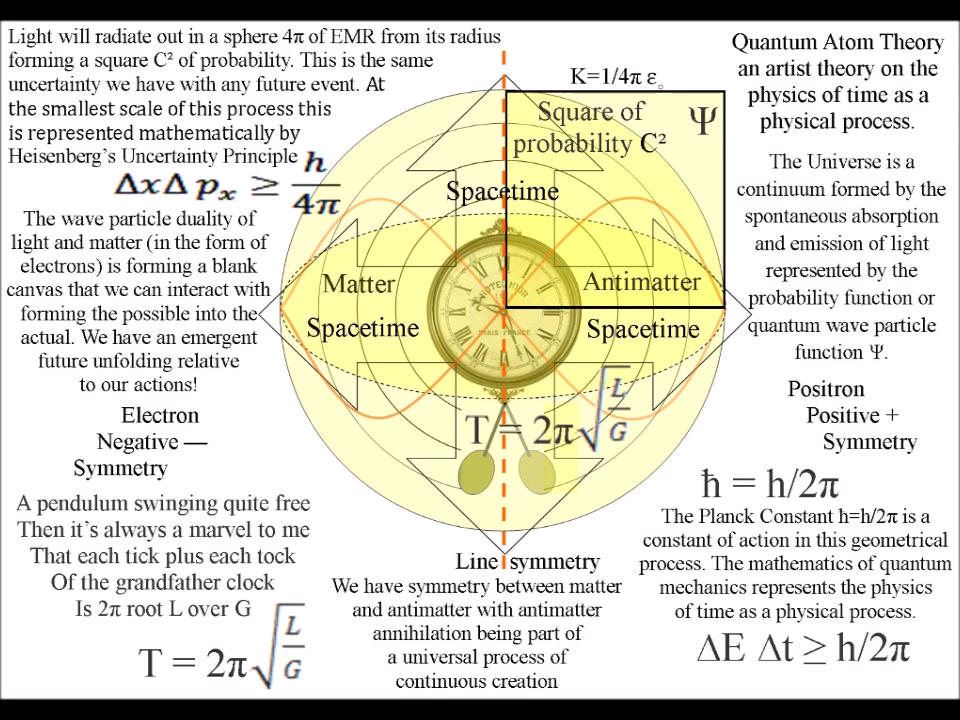 Light will radiate out in a sphere 4π of EMR from its radius
forming a square C² of probability. This is the same
uncertainty we have with any future event. At
the smallest scale of this process this
is represented mathematically by
Heisenberg's Uncertainty Principle
Δx Δ pₓ ≥ h/4π
The wave particle duality of
light and matter (in the form of
electrons) is forming a blank
canvas that we can interact with
forming the possible into the
actual. We have an emergent
future unfolding relative
to our actions!
Electron
Negative —
Symmetry
A pendulum swinging quite free
Then it's always a marvel to me
That each tick plus each tock
Of the grandfather clock
Is 2π root L over G
T = 2π√L/G
K=1/4π ε₀
Square of
probability C²
Ψ
Spacetime
Matter
Antimatter
Spacetime
Spacetime
PARIS FRANCE
T = 2π√L/G
Line symmetry
We have symmetry between matter
and antimatter with antimatter
annihilation being part of
a universal process of
continuous creation
Quantum Atom Theory
an artist theory on the
physics of time as a
physical process.
The Universe is a
continuum formed by the
spontaneous absorption
and emission of light
represented by the
probability function or
quantum wave particle
function Ψ.
Positron
Positive +
Symmetry
ħ = h/2π
The Planck Constant ħ=h/2π is a
constant of action in this geometrical
process. The mathematics of quantum
mechanics represents the physics
of time as a physical process.
ΔE Δt ≥ h/2π